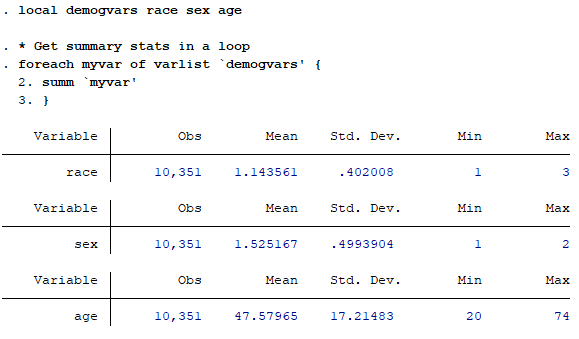 . local demogvars race sex age
. * Get summary stats in a loop
. foreach myvar of varlist `demogvars' {
2. summ `myvar'
3. }
Variable Obs Mean Std. Dev. Min Max
race 10,351 1.143561 .402008 1 3
Variable Obs Mean Std. Dev. Min Max
sex 10,351 1.525167 .4993904 1 2
Variable Obs Mean Std. Dev. Min Max
age 10,351 47.57965 17.21483 20 74